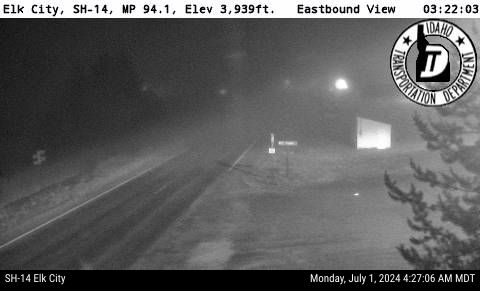 Elk City, SH-14, MP 94.1, Elev 3,939ft. Eastbound View 03:22:03
IDAHO
TRANSPORTATION DEPARTMENT
SH-14 Elk City Monday, July 1, 2024 4:27:06 AM MDT